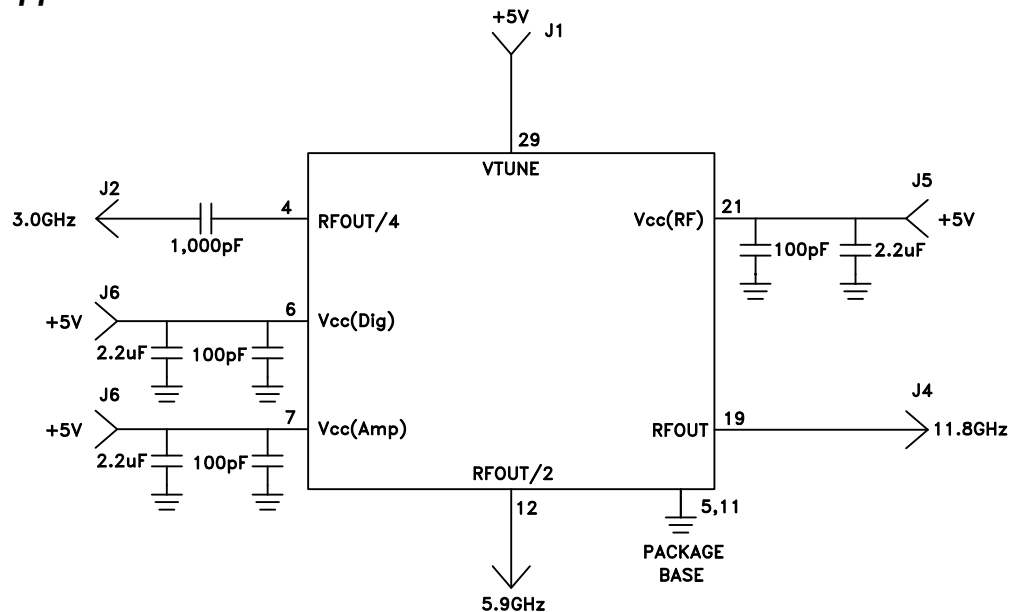 +5V
J1
29
VTUNE
J2
3.0GHz
1,000pF
4
RFOUT/4
Vcc(RF)
21
J5
+5V
100pF
2.2uF
J6
+5V
2.2uF
100pF
6
Vcc(Dig)
J6
+5V
2.2uF
100pF
7
Vcc(Amp)
RFOUT
19
J4
11.8GHz
RFOUT/2
12
5.9GHz
5,11
PACKAGE
BASE